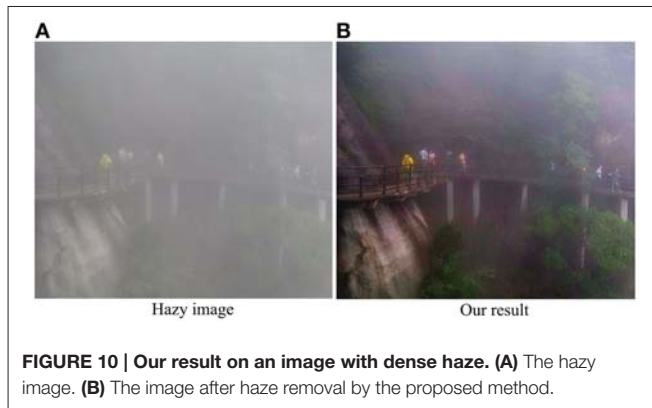 A
B
Hazy image
Our result
FIGURE 10 | Our result on an image with dense haze. (A) The hazy
image. (B) The image after haze removal by the proposed method.